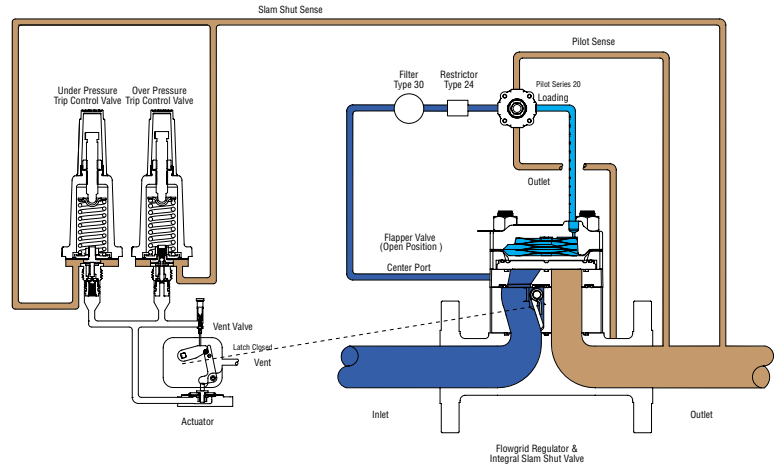 Slam Shut Sense
Pilot Sense
Under Pressure
Trip Control Valve
Over Pressure
Trip Control Valve
Filter
Type 30
Restrictor
Type 24
Pilot Series 20
Loading
Outlet
Flapper Valve
(Open Position )
Center Port
Vent Valve
Latch Closed
Vent
Actuator
Inlet
Outlet
Flowgrid Regulator &
Integral Slam Shut Valve